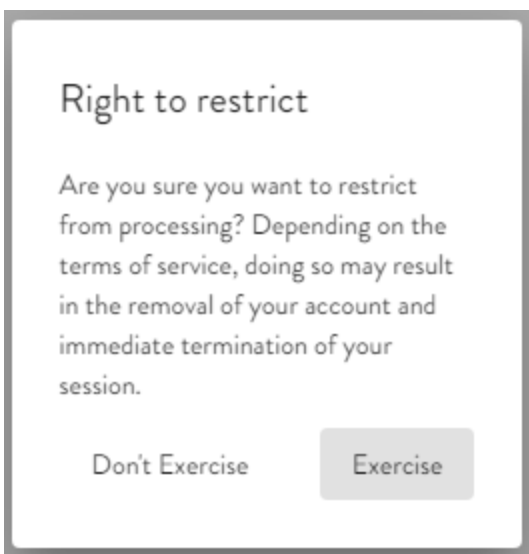 Right to restrict
Are you sure you want to restrict
from processing? Depending on the
terms of service, doing so may result
in the removal of your account and
immediate termination of your
session.
Don't Exercise
Exercise